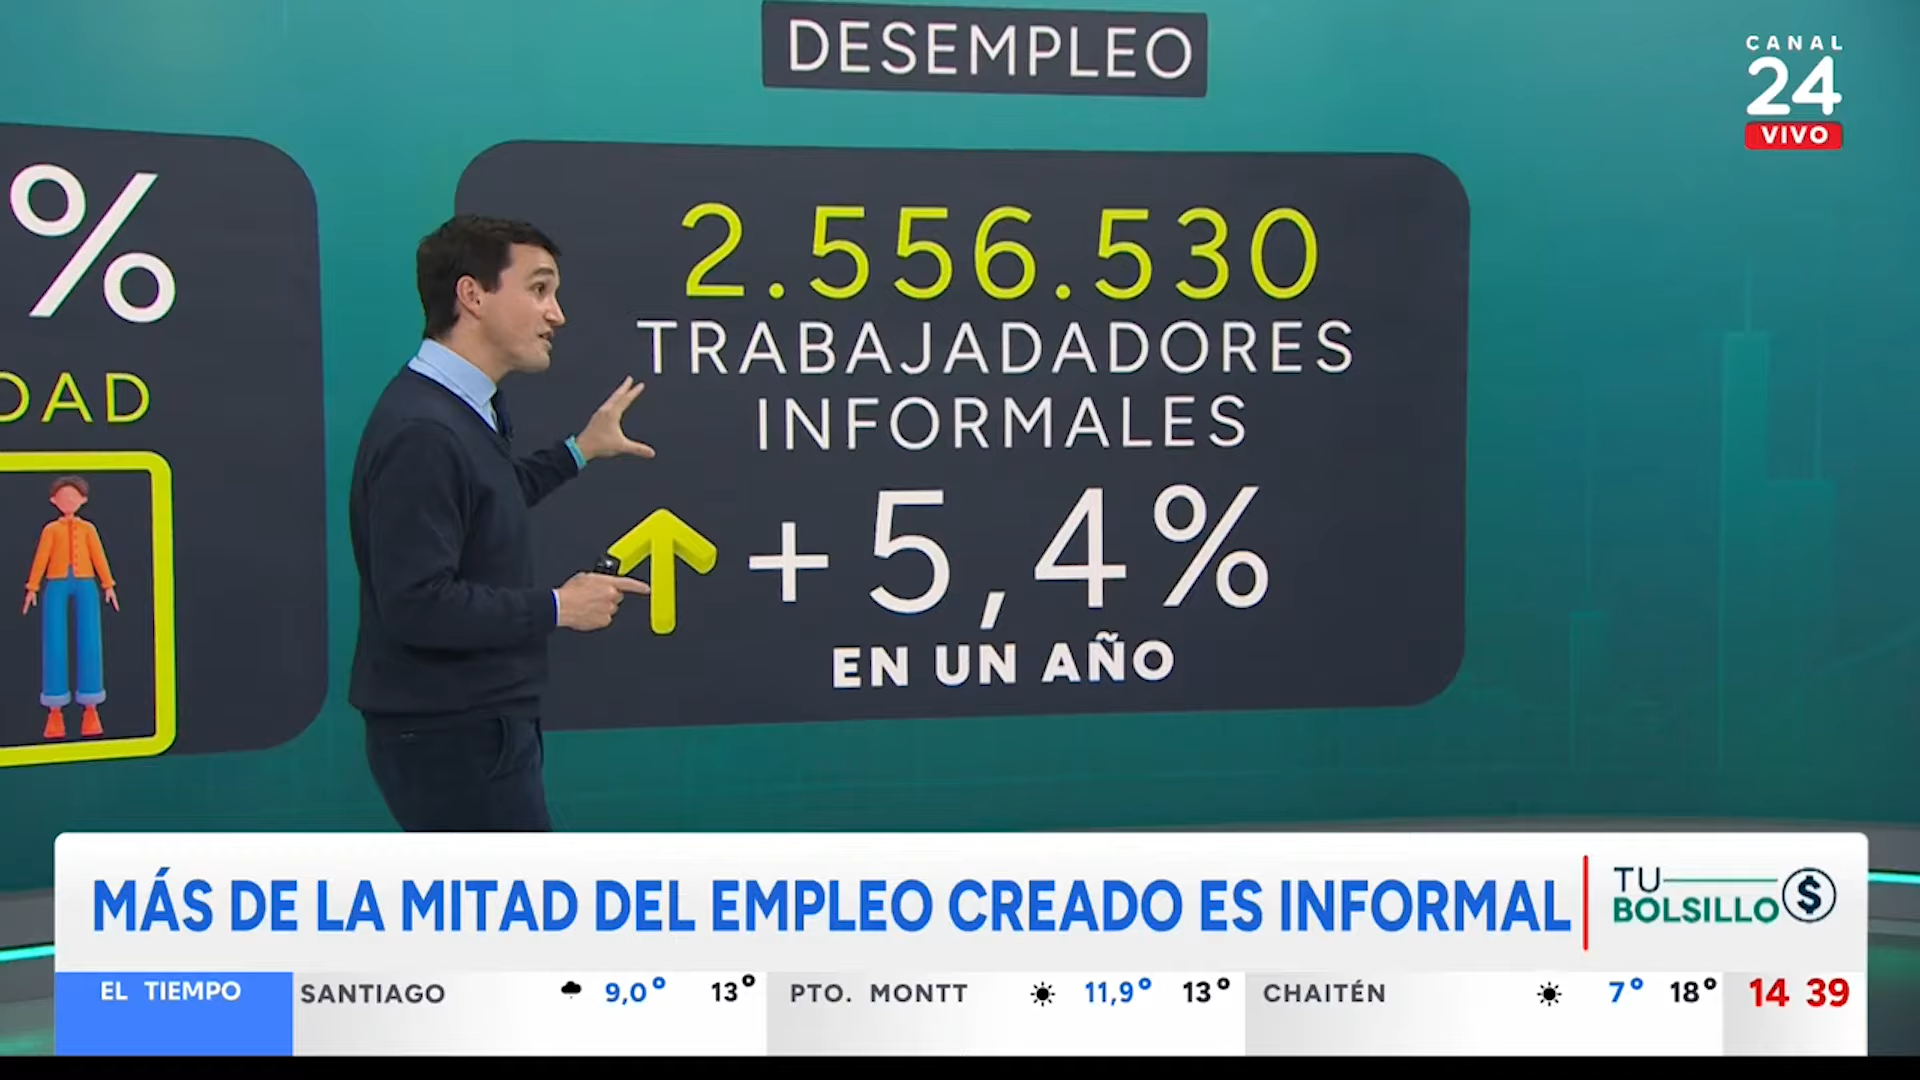 DESEMPLEO
CANAL
24
VIVO
%
DAD
2.556.530
TRABAJADADORES
INFORMALES
+5,4%
EN UN AÑO
MÁS DE LA MITAD DEL EMPLEO CREADO ES INFORMAL
TU
BOLSILLO
$
EL TIEMPO
SANTIAGO 9,0° 13°
PTO. MONTT 11,9° 13°
CHAITÉN 7° 18°
14 39